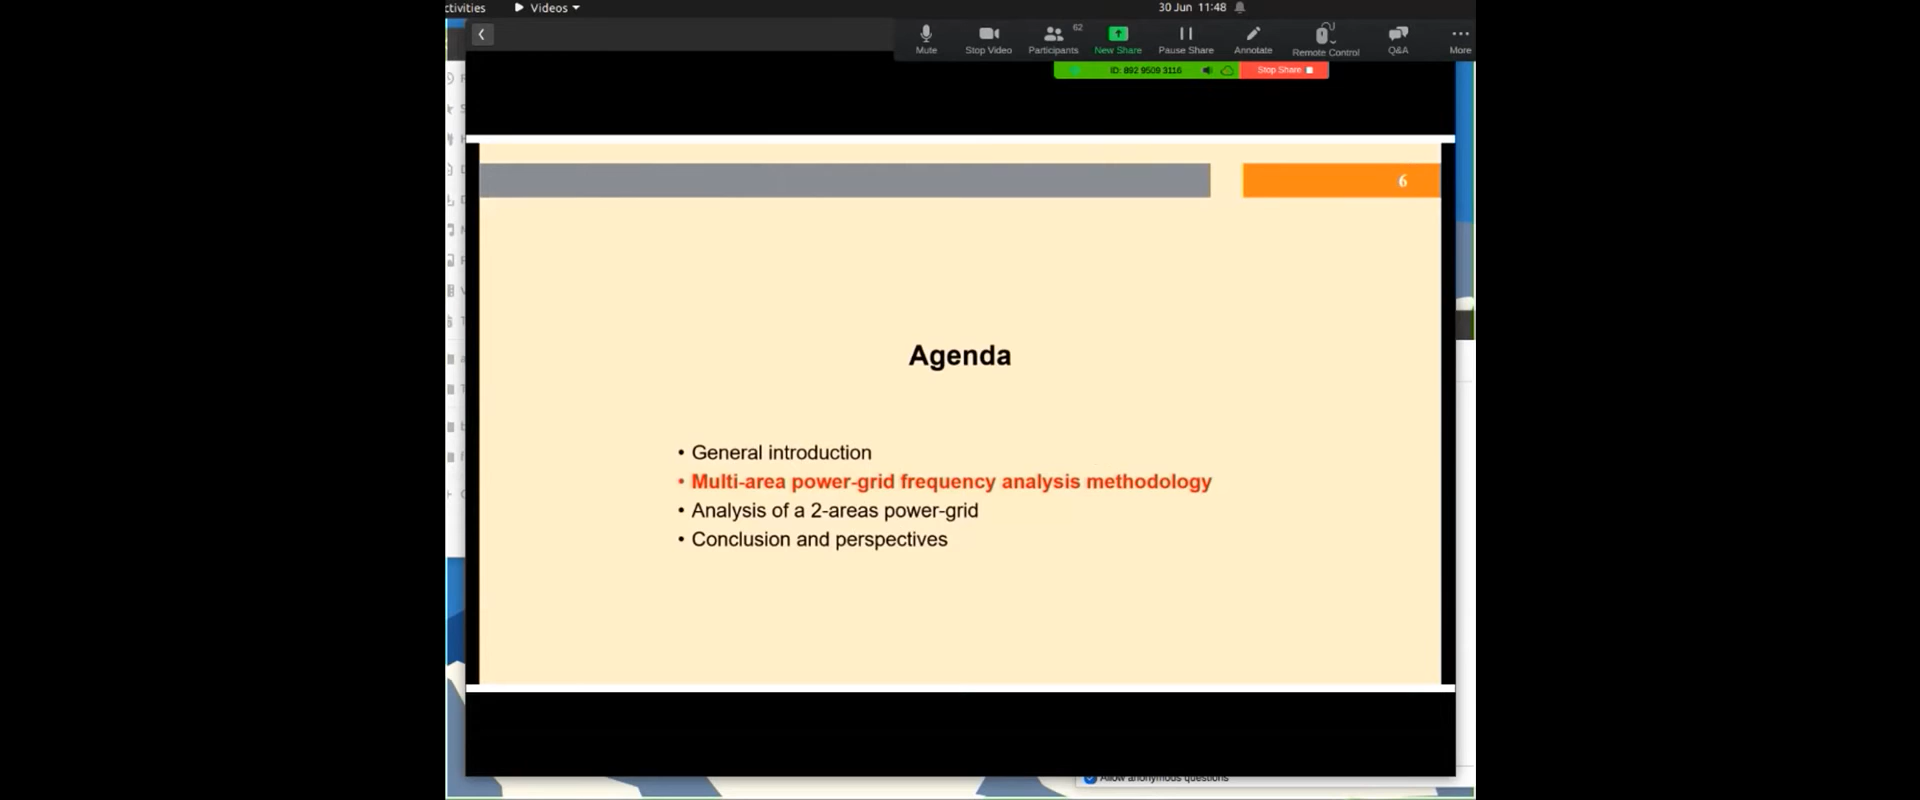 ctivities
Videos
30 Jun 11:48
Mute
Stop Video
Participants
62
New Share
Pause Share
Annotate
Remote Control
Q&A
More
ID: 892 9509 3116
Stop Share
6
Agenda
• General introduction
• Multi-area power-grid frequency analysis methodology
• Analysis of a 2-areas power-grid
• Conclusion and perspectives
Allow anonymous questions